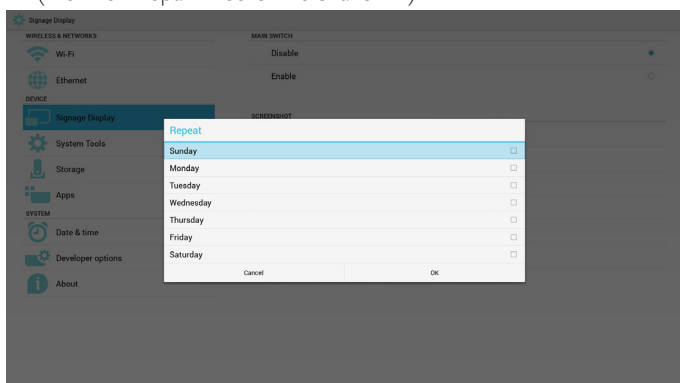 Signage Display
WIRELESS & NETWORKS
Wi-Fi
Ethernet
DEVICE
Signage Display
System Tools
Storage
Apps
SYSTEM
Date & time
Developer options
About
MAIN SWITCH
Disable
Enable
SCREENSHOT
Repeat
Sunday
Monday
Tuesday
Wednesday
Thursday
Friday
Saturday
Cancel OK